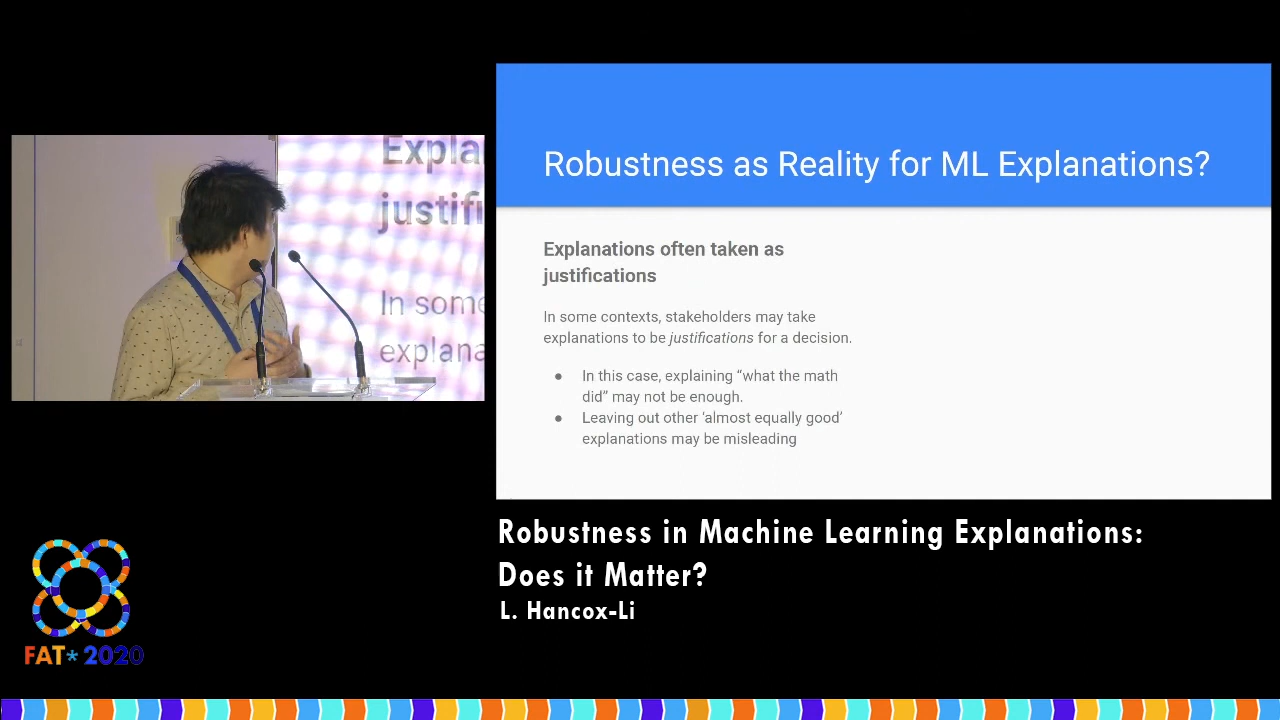 Expla
justifi
In some
explana
Robustness as Reality for ML Explanations?
Explanations often taken as
justifications
In some contexts, stakeholders may take
explanations to be justifications for a decision.
● In this case, explaining “what the math
did” may not be enough.
● Leaving out other ‘almost equally good’
explanations may be misleading
Robustness in Machine Learning Explanations:
Does it Matter?
L. Hancox-Li
FAT* 2020